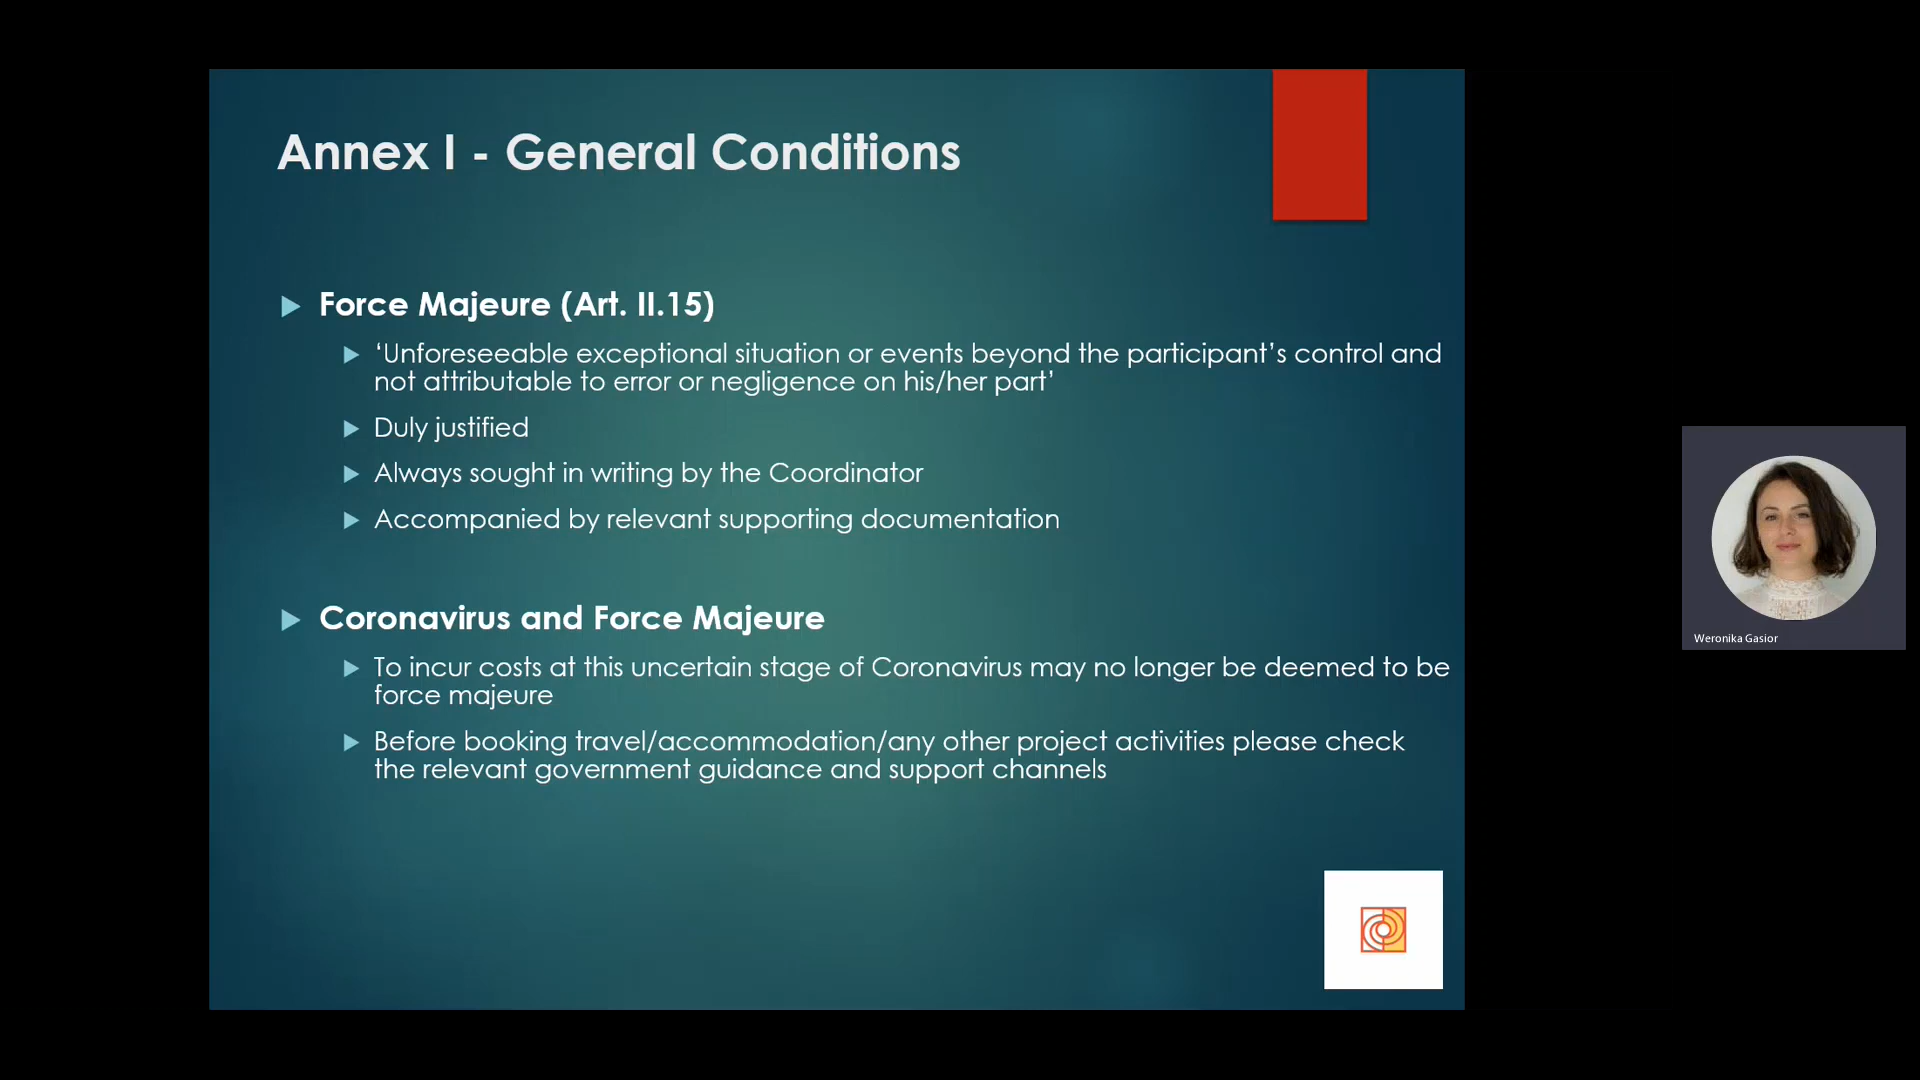 Annex I - General Conditions
Force Majeure (Art. II.15)
‘Unforeseeable exceptional situation or events beyond the participant’s control and
not attributable to error or negligence on his/her part’
Duly justified
Always sought in writing by the Coordinator
Accompanied by relevant supporting documentation
Coronavirus and Force Majeure
To incur costs at this uncertain stage of Coronavirus may no longer be deemed to be
force majeure
Before booking travel/accommodation/any other project activities please check
the relevant government guidance and support channels
Weronika Gasior